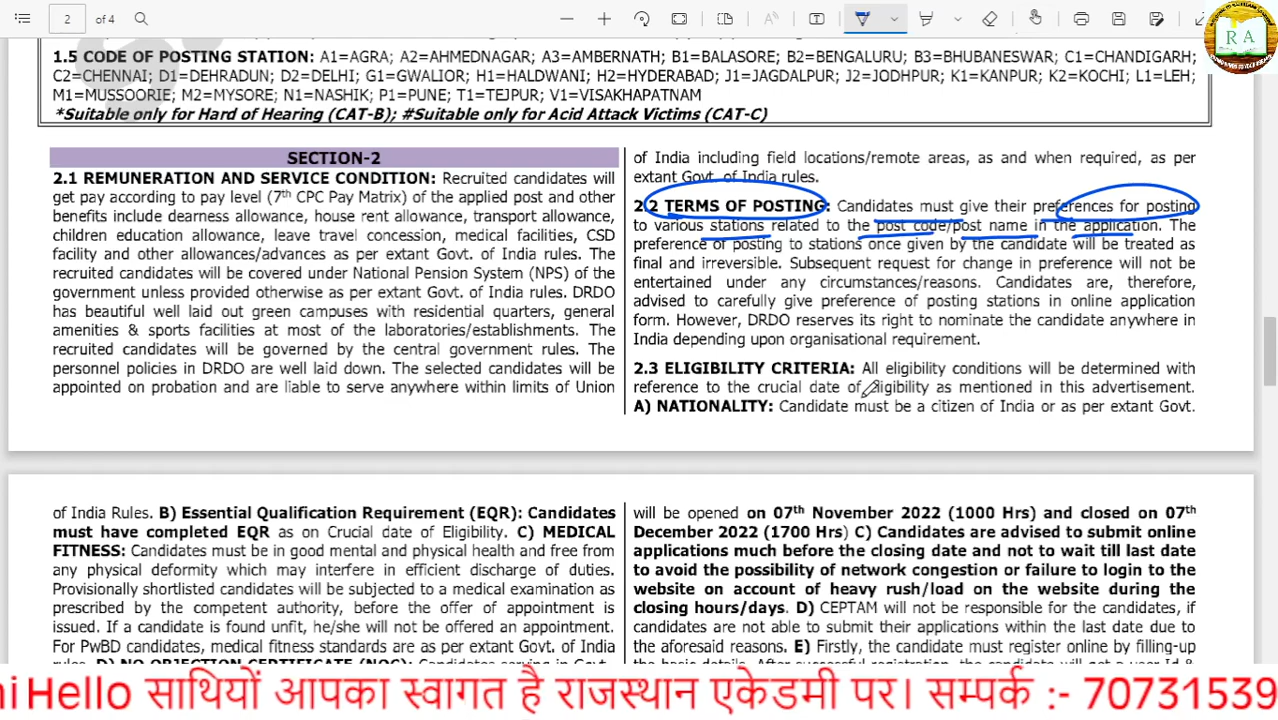 2 of 4
RA
1.5 CODE OF POSTING STATION: A1=AGRA; A2=AHMEDNAGAR; A3=AMBERNATH; B1=BALASORE; B2=BENGALURU; B3=BHUBANESWAR; C1=CHANDIGARH;
C2=CHENNAI; D1=DEHRADUN; D2=DELHI; G1=GWALIOR; H1=HALDWANI; H2=HYDERABAD; J1=JAGDALPUR; J2=JODHPUR; K1=KANPUR; K2=KOCHI; L1=LEH;
M1=MUSSOORIE; M2=MYSORE; N1=NASHIK; P1=PUNE; T1=TEJPUR; V1=VISAKHAPATNAM
*Suitable only for Hard of Hearing (CAT-B); #Suitable only for Acid Attack Victims (CAT-C)
SECTION-2
2.1 REMUNERATION AND SERVICE CONDITION: Recruited candidates will
get pay according to pay level (7th CPC Pay Matrix) of the applied post and other
benefits include dearness allowance, house rent allowance, transport allowance,
children education allowance, leave travel concession, medical facilities, CSD
facility and other allowances/advances as per extant Govt. of India rules. The
recruited candidates will be covered under National Pension System (NPS) of the
government unless provided otherwise as per extant Govt. of India rules. DRDO
has beautiful well laid out green campuses with residential quarters, general
amenities & sports facilities at most of the laboratories/establishments. The
recruited candidates will be governed by the central government rules. The
personnel policies in DRDO are well laid down. The selected candidates will be
appointed on probation and are liable to serve anywhere within limits of Union
of India including field locations/remote areas, as and when required, as per
extant Govt. of India rules.
2.2 TERMS OF POSTING: Candidates must give their preferences for posting
to various stations related to the post code/post name in the application. The
preference of posting to stations once given by the candidate will be treated as
final and irreversible. Subsequent request for change in preference will not be
entertained under any circumstances/reasons. Candidates are, therefore,
advised to carefully give preference of posting stations in online application
form. However, DRDO reserves its right to nominate the candidate anywhere in
India depending upon organisational requirement.
2.3 ELIGIBILITY CRITERIA: All eligibility conditions will be determined with
reference to the crucial date of eligibility as mentioned in this advertisement.
A) NATIONALITY: Candidate must be a citizen of India or as per extant Govt.
of India Rules. B) Essential Qualification Requirement (EQR): Candidates
must have completed EQR as on Crucial date of Eligibility. C) MEDICAL
FITNESS: Candidates must be in good mental and physical health and free from
any physical deformity which may interfere in efficient discharge of duties.
Provisionally shortlisted candidates will be subjected to a medical examination as
prescribed by the competent authority, before the offer of appointment is
issued. If a candidate is found unfit, he/she will not be offered an appointment.
For PwBD candidates, medical fitness standards are as per extant Govt. of India
rules. D) NO OBJECTION CERTIFICATE (NOC): Candidates serving in Govt.
will be opened on 07th November 2022 (1000 Hrs) and closed on 07th
December 2022 (1700 Hrs) C) Candidates are advised to submit online
applications much before the closing date and not to wait till last date
to avoid the possibility of network congestion or failure to login to the
website on account of heavy rush/load on the website during the
closing hours/days. D) CEPTAM will not be responsible for the candidates, if
candidates are not able to submit their applications within the last date due to
the aforesaid reasons. E) Firstly, the candidate must register online by filling-up
the basic details. After successful registration, the candidate will get a user Id &
Hello साथियों आपका स्वागत है राजस्थान एकेडमी पर। सम्पर्क :- 70731539